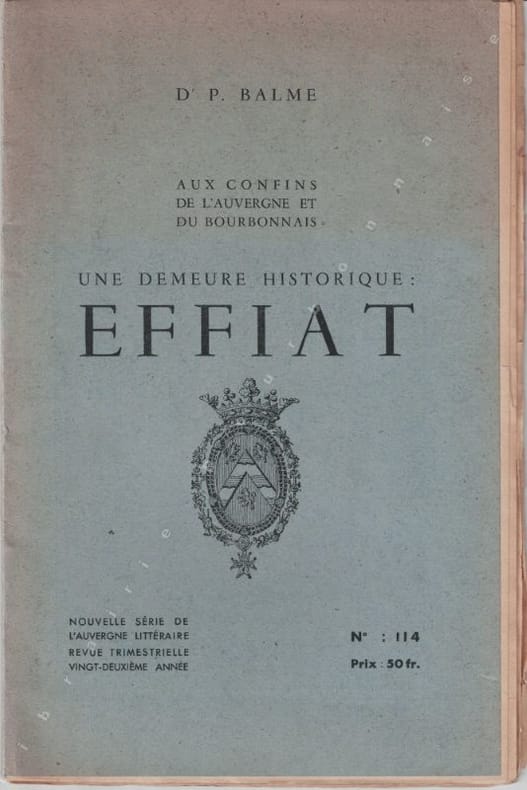 Dr P. BALME
AUX CONFINS
DE L'AUVERGNE ET
DU BOURBONNAIS
UNE DEMEURE HISTORIQUE :
EFFIAT
NOUVELLE SÉRIE DE
L'AUVERGNE LITTÉRAIRE
REVUE TRIMESTRIELLE
VINGT-DEUXIÈME ANNÉE
N° : 114
Prix : 50 fr.